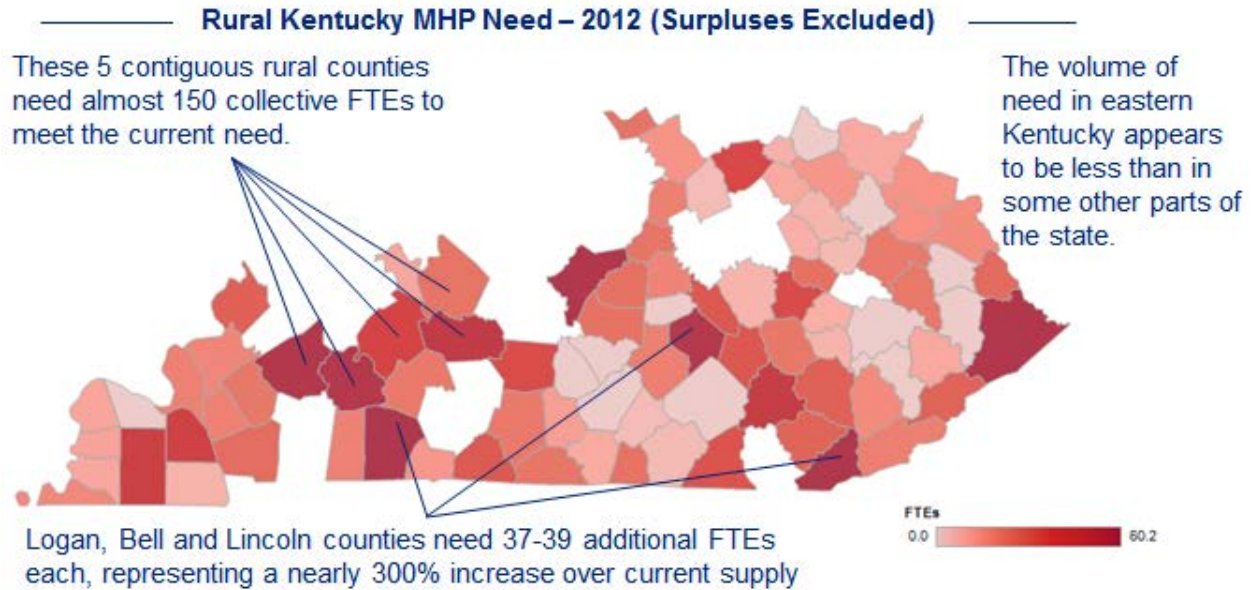 Rural Kentucky MHP Need – 2012 (Surpluses Excluded)
These 5 contiguous rural counties
need almost 150 collective FTEs to
meet the current need.
The volume of
need in eastern
Kentucky appears
to be less than in
some other parts of
the state.
Logan, Bell and Lincoln counties need 37-39 additional FTEs
each, representing a nearly 300% increase over current supply
FTEs
0.0
60.2